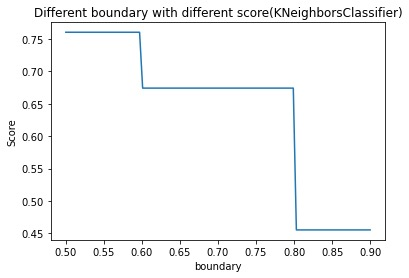 Different boundary with different score(KNeighborsClassifier)
0.75
0.70
0.65
0.60
0.55
0.50
0.45
Score
0.50 0.55 0.60 0.65 0.70 0.75 0.80 0.85 0.90
boundary